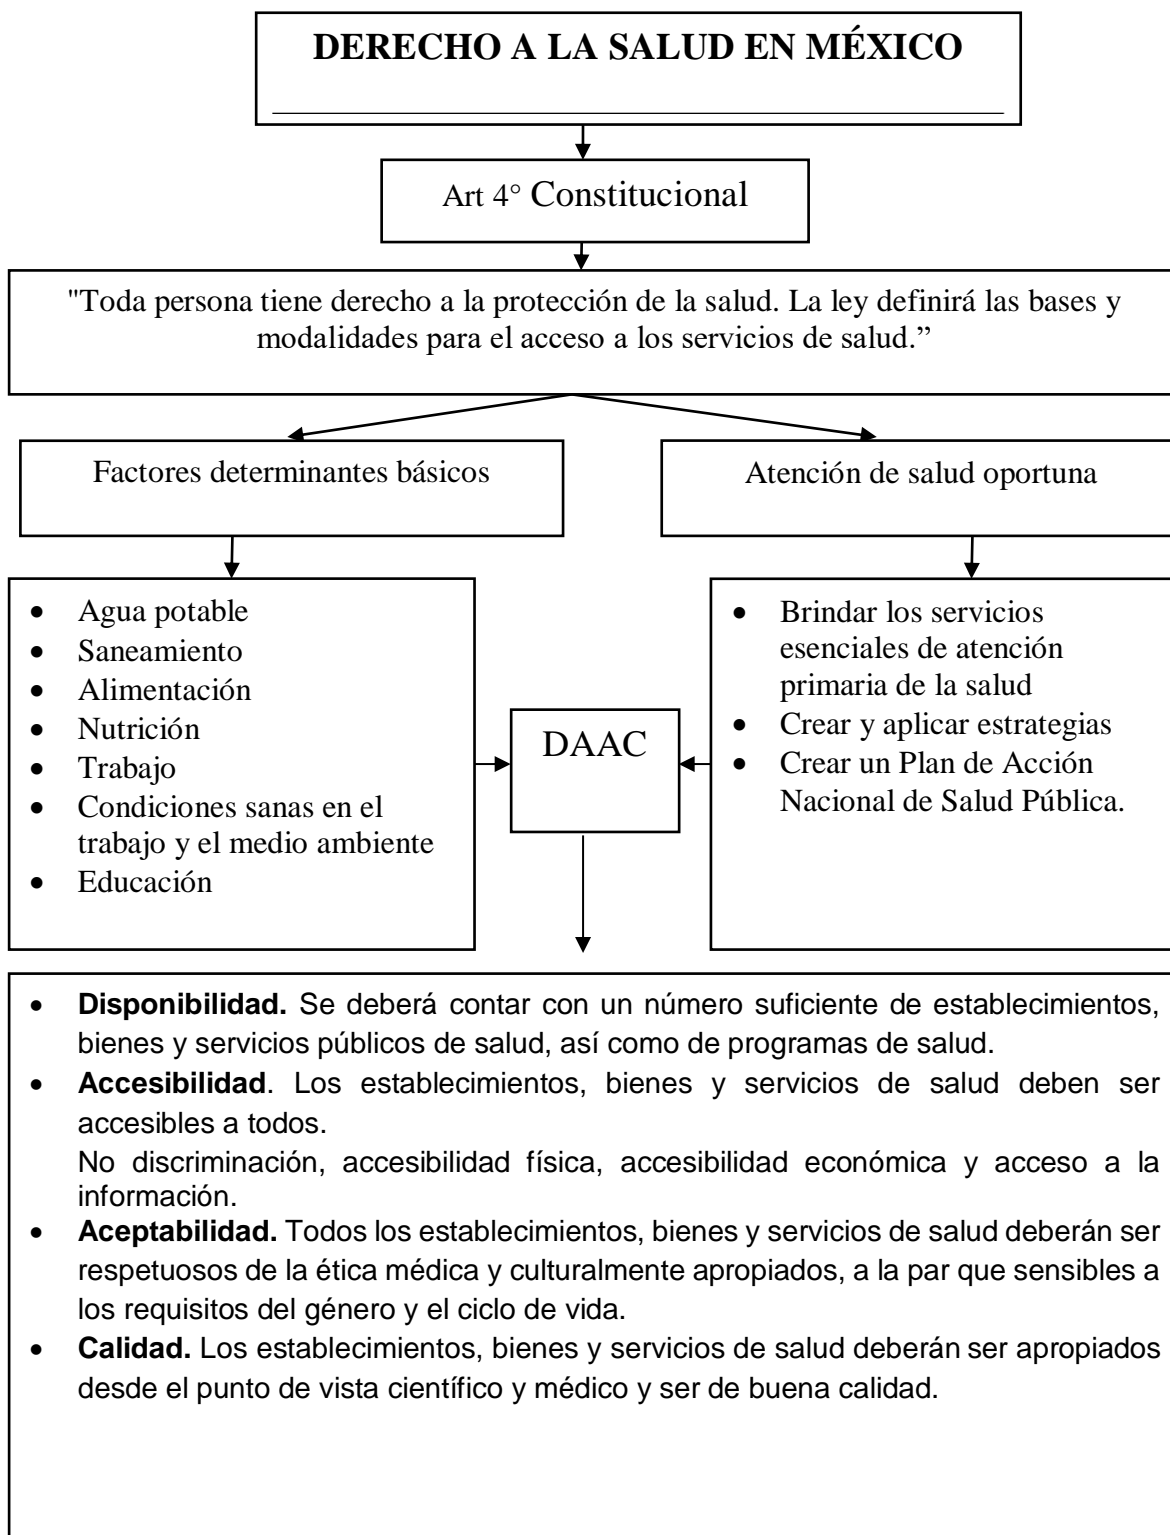 DERECHO A LA SALUD EN MÉXICO
Art 4° Constitucional
"Toda persona tiene derecho a la protección de la salud. La ley definirá las bases y
modalidades para el acceso a los servicios de salud.”
Factores determinantes básicos
Atención de salud oportuna
• Agua potable
• Saneamiento
• Alimentación
• Nutrición
• Trabajo
• Condiciones sanas en el
trabajo y el medio ambiente
• Educación
DAAC
• Brindar los servicios
esenciales de atención
primaria de la salud
• Crear y aplicar estrategias
• Crear un Plan de Acción
Nacional de Salud Pública.
• Disponibilidad. Se deberá contar con un número suficiente de establecimientos,
bienes y servicios públicos de salud, así como de programas de salud.
• Accesibilidad. Los establecimientos, bienes y servicios de salud deben ser
accesibles a todos.
No discriminación, accesibilidad física, accesibilidad económica y acceso a la
información.
• Aceptabilidad. Todos los establecimientos, bienes y servicios de salud deberán ser
respetuosos de la ética médica y culturalmente apropiados, a la par que sensibles a
los requisitos del género y el ciclo de vida.
• Calidad. Los establecimientos, bienes y servicios de salud deberán ser apropiados
desde el punto de vista científico y médico y ser de buena calidad.